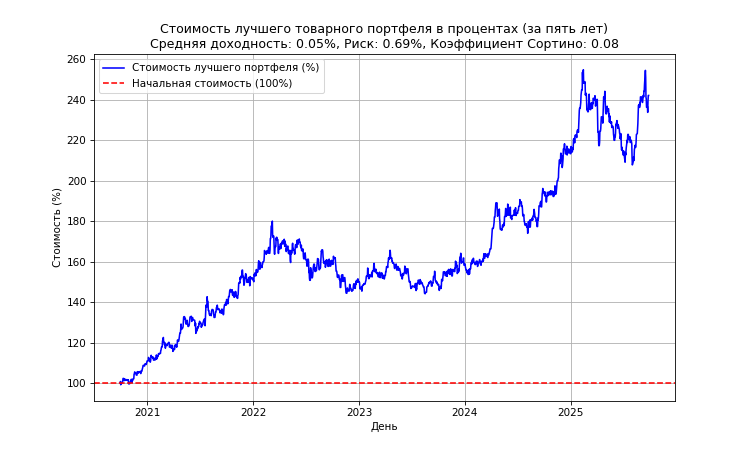 Стоимость лучшего товарного портфеля в процентах (за пять лет)
Средняя доходность: 0.05%, Риск: 0.69%, Коэффициент Сортино: 0.08
Стоимость лучшего портфеля (%)
Начальная стоимость (100%)
Стоимость (%)
260
240
220
200
180
160
140
120
100
2021
2022
2023
2024
2025
День